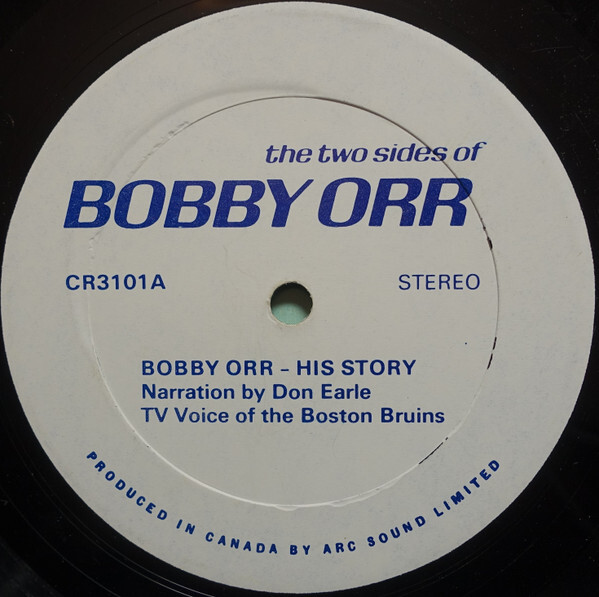 the two sides of
BOBBY ORR
CR3101A
STEREO
BOBBY ORR – HIS STORY
Narration by Don Earle
TV Voice of the Boston Bruins
PRODUCED IN CANADA BY ARC SOUND LIMITED